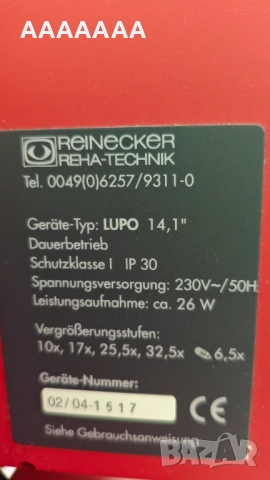 AAAAAAA
REINECKER
REHA-TECHNIK
Tel. 0049(0)6257/9311-0
Geräte-Typ: LUPO 14,1"
Dauerbetrieb
Schutzklasse I IP 30
Spannungsversorgung: 230V~/50H
Leistungsaufnahme: ca. 26 W
Vergrößerungsstufen:
10x, 17x, 25,5x, 32,5x 6,5x
Geräte-Nummer:
02/04-1517
CE
Siehe Gebrauchsanweisung
bazar